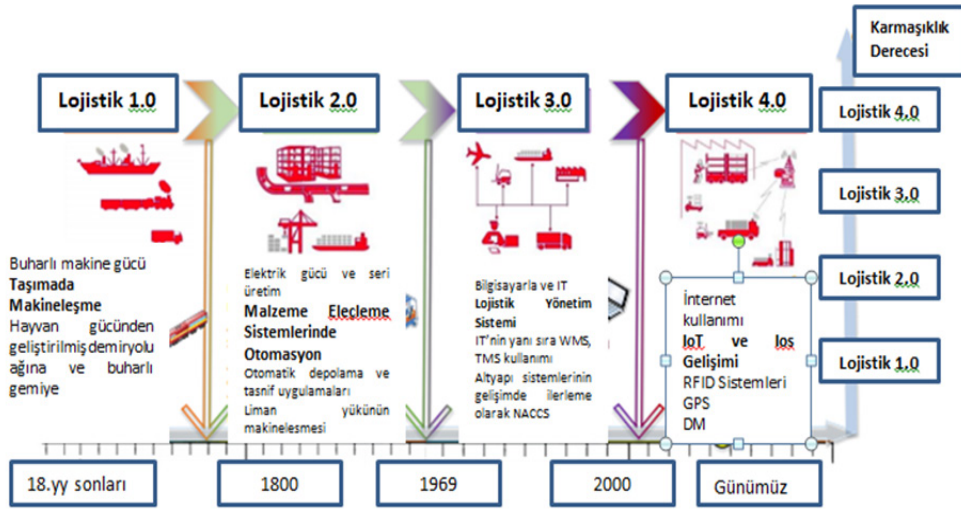 Karmaşıklık
Derecesi
Lojistik 1.0
Lojistik 2.0
Lojistik 3.0
Lojistik 4.0
Lojistik 4.0
Lojistik 3.0
Lojistik 2.0
Lojistik 1.0
Buharlı makine gücü
Taşımada
Makineleşme
Hayvan gücünden
geliştirilmiş demiryolu
ağına ve buharlı
gemiye
Elektrik gücü ve seri
üretim
Malzeme Eleçleme
Sistemlerinde
Otomasyon
Otomatik depolama ve
tasnif uygulamaları
Liman yükünün
makinelesmesi
Bilgisayarla ve IT
Lojistik Yönetim
Sistemi
IT'nin yanı sıra WMS,
TMS kullanımı
Altyapı sistemlerinin
gelişimde ilerleme
olarak NACCS
İnternet
kullanımı
IoT ve Ios
Gelişimi
RFID Sistemleri
GPS
DM
18.yy sonları
1800
1969
2000
Günümüz